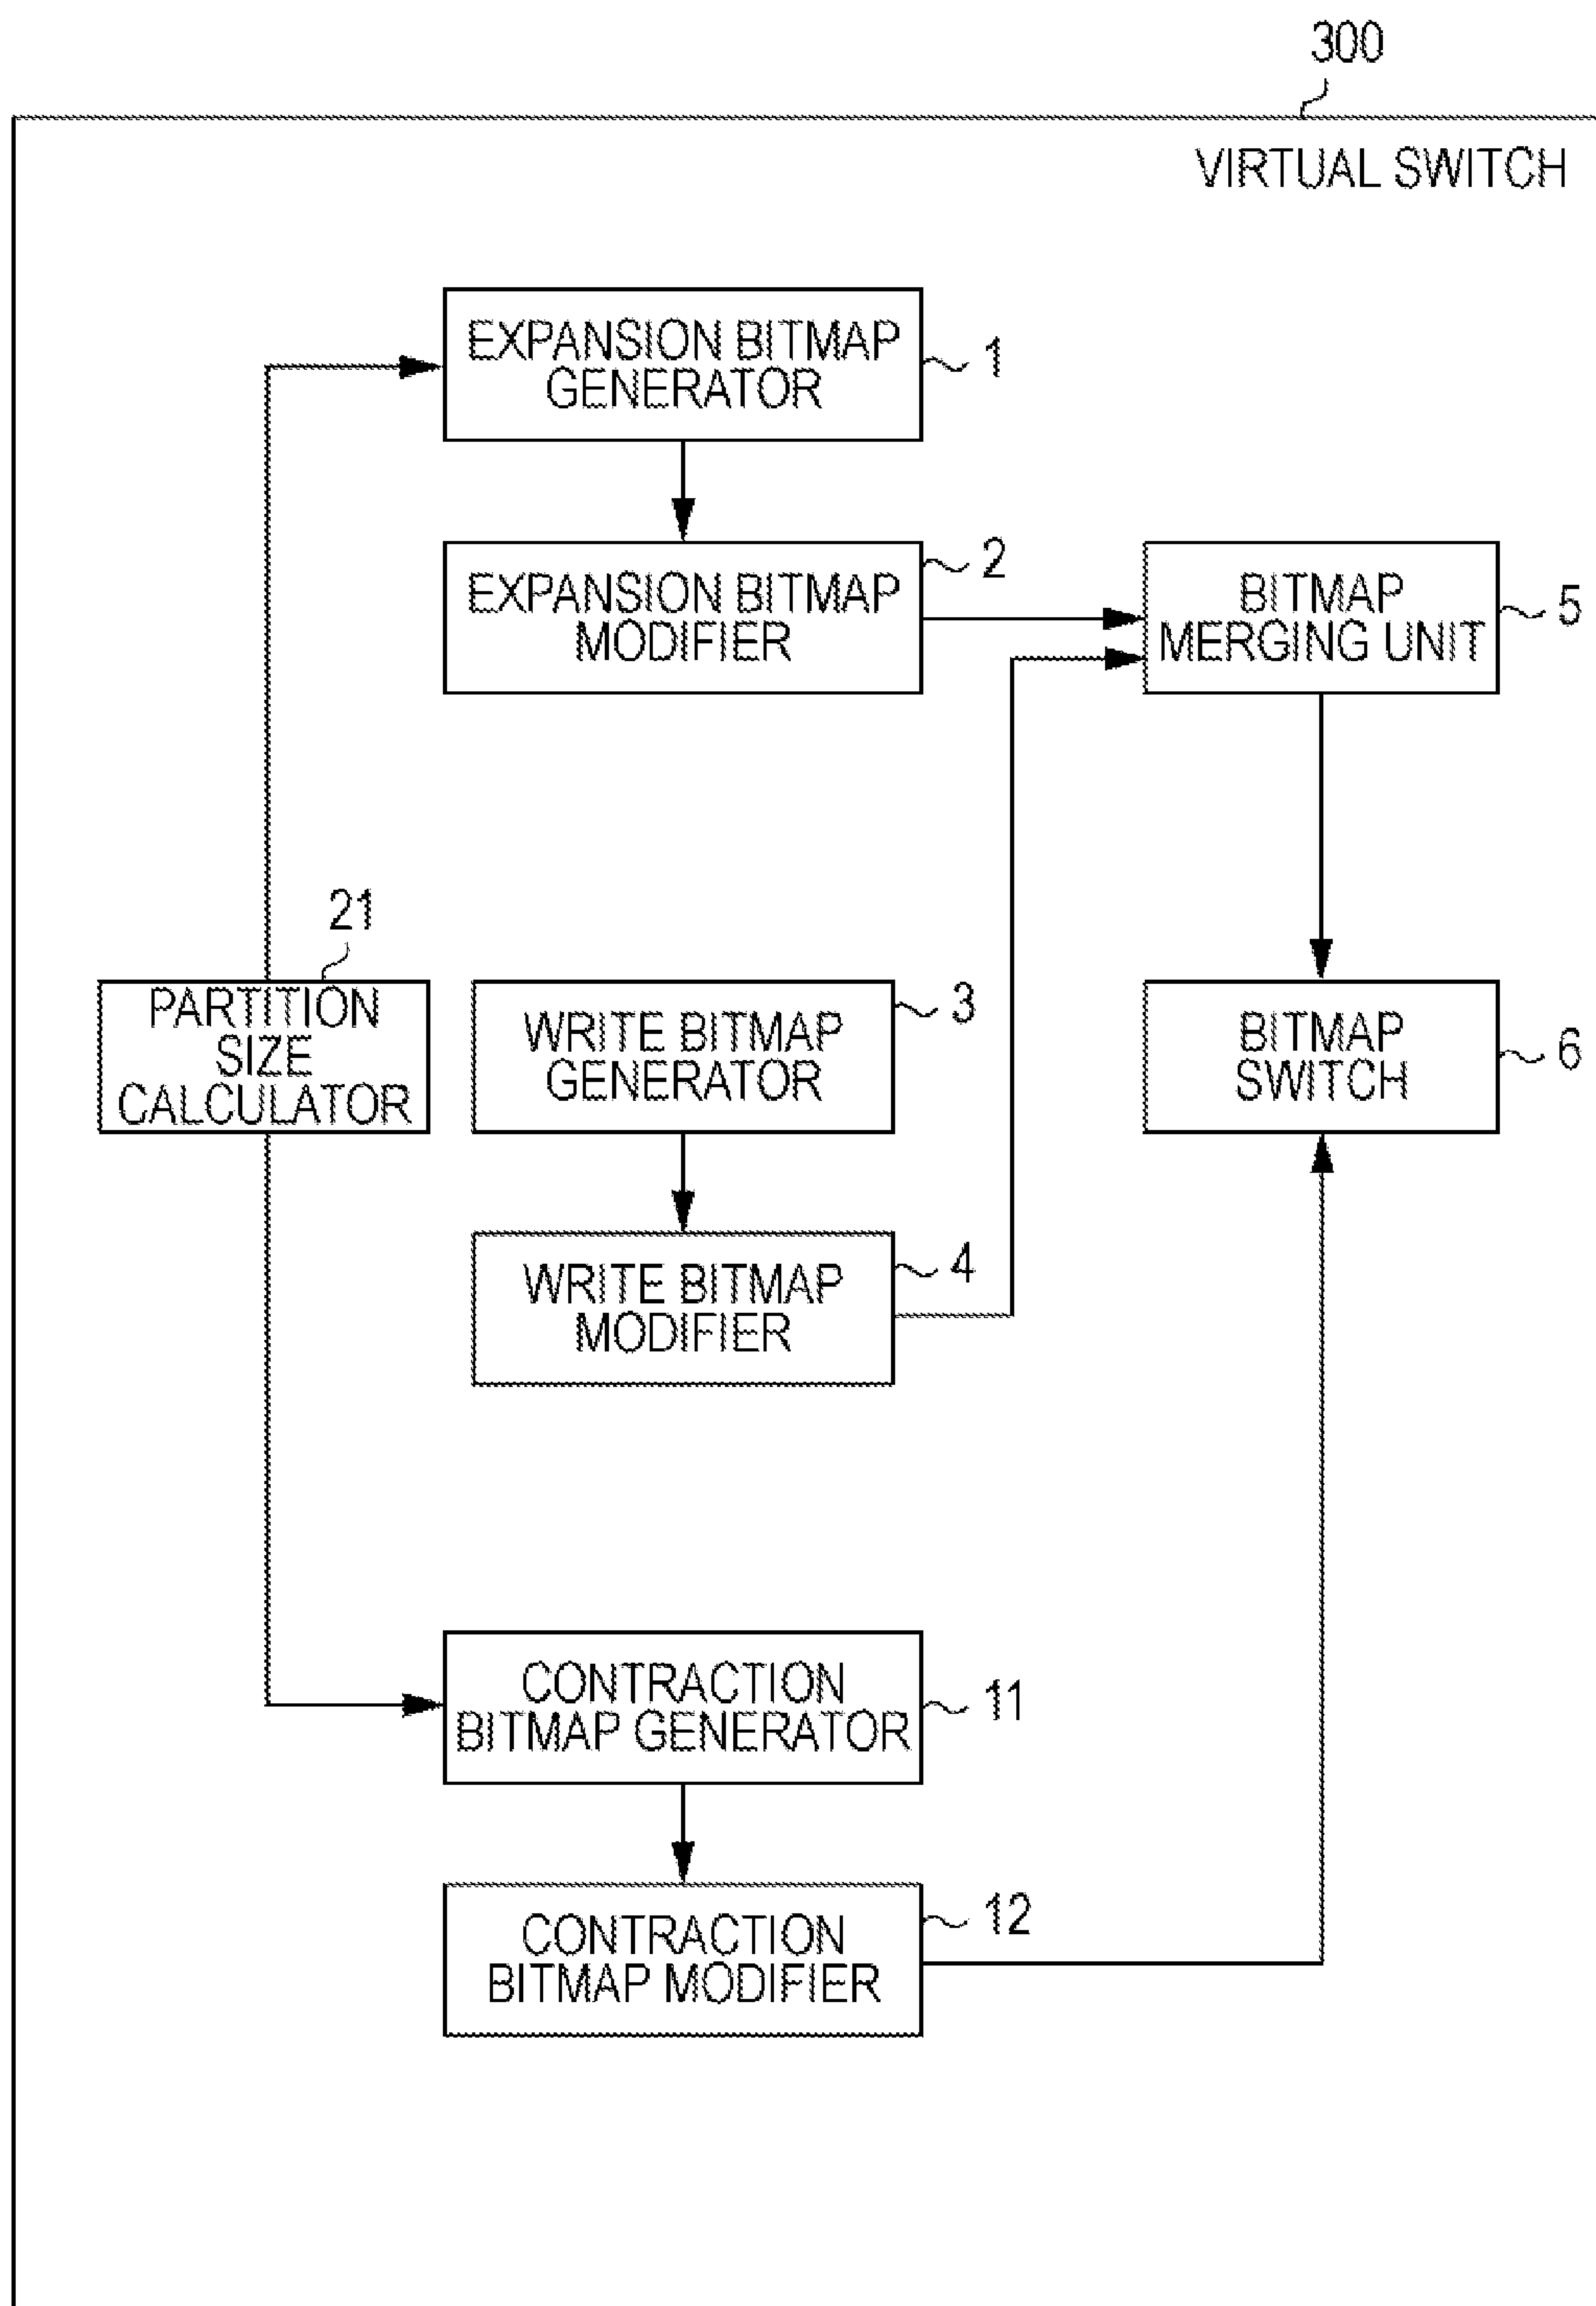 300
VIRTUAL SWITCH
EXPANSION BITMAP
GENERATOR
1
EXPANSION BITMAP
MODIFIER
2
BITMAP
MERGING UNIT
5
21
PARTITION
SIZE
CALCULATOR
WRITE BITMAP
GENERATOR
3
BITMAP
SWITCH
6
WRITE BITMAP
MODIFIER
4
CONTRACTION
BITMAP GENERATOR
11
CONTRACTION
BITMAP MODIFIER
12